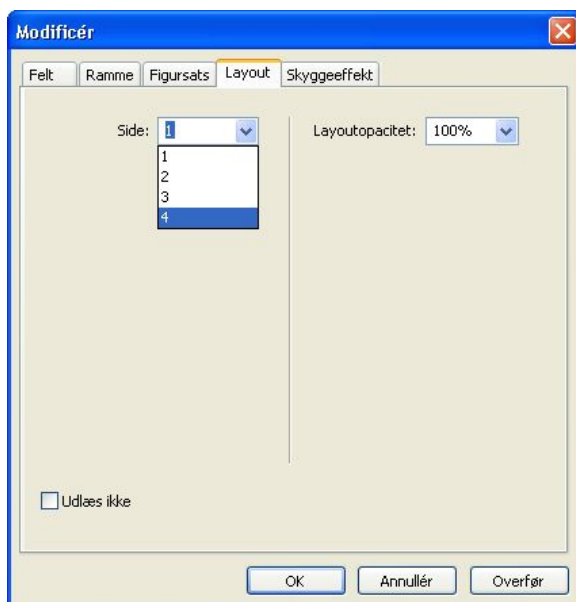 Modificér
Felt Ramme Figursats Layout Skyggeeffekt
Side: 1 Layoutopacitet: 100%
1
2
3
4
Udlæs ikke
OK Annullér Overfør